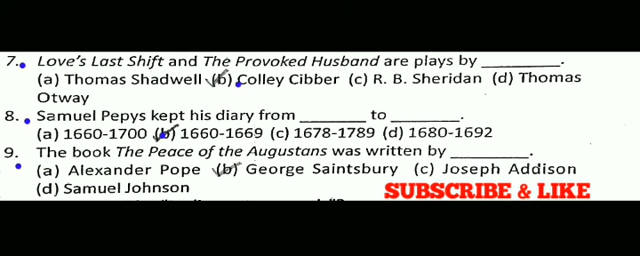 7. Love's Last Shift and The Provoked Husband are plays by ________.
(a) Thomas Shadwell (b) Colley Cibber (c) R. B. Sheridan (d) Thomas
Otway
8. Samuel Pepys kept his diary from ________ to ________.
(a) 1660-1700 (b) 1660-1669 (c) 1678-1789 (d) 1680-1692
9. The book The Peace of the Augustans was written by ________.
(a) Alexander Pope (b) George Saintsbury (c) Joseph Addison
(d) Samuel Johnson
SUBSCRIBE & LIKE